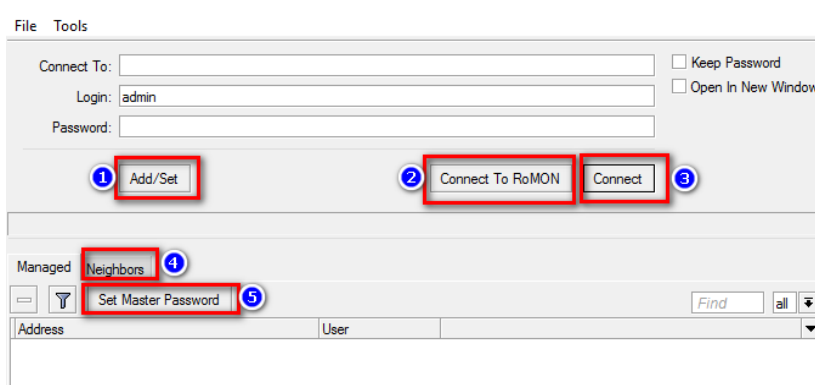 File Tools
Connect To:
Keep Password
Login: admin
Open In New Window
Password:
1 Add/Set 2 Connect To RoMON Connect 3
Managed Neighbors 4
Set Master Password 5 Find all
Address User